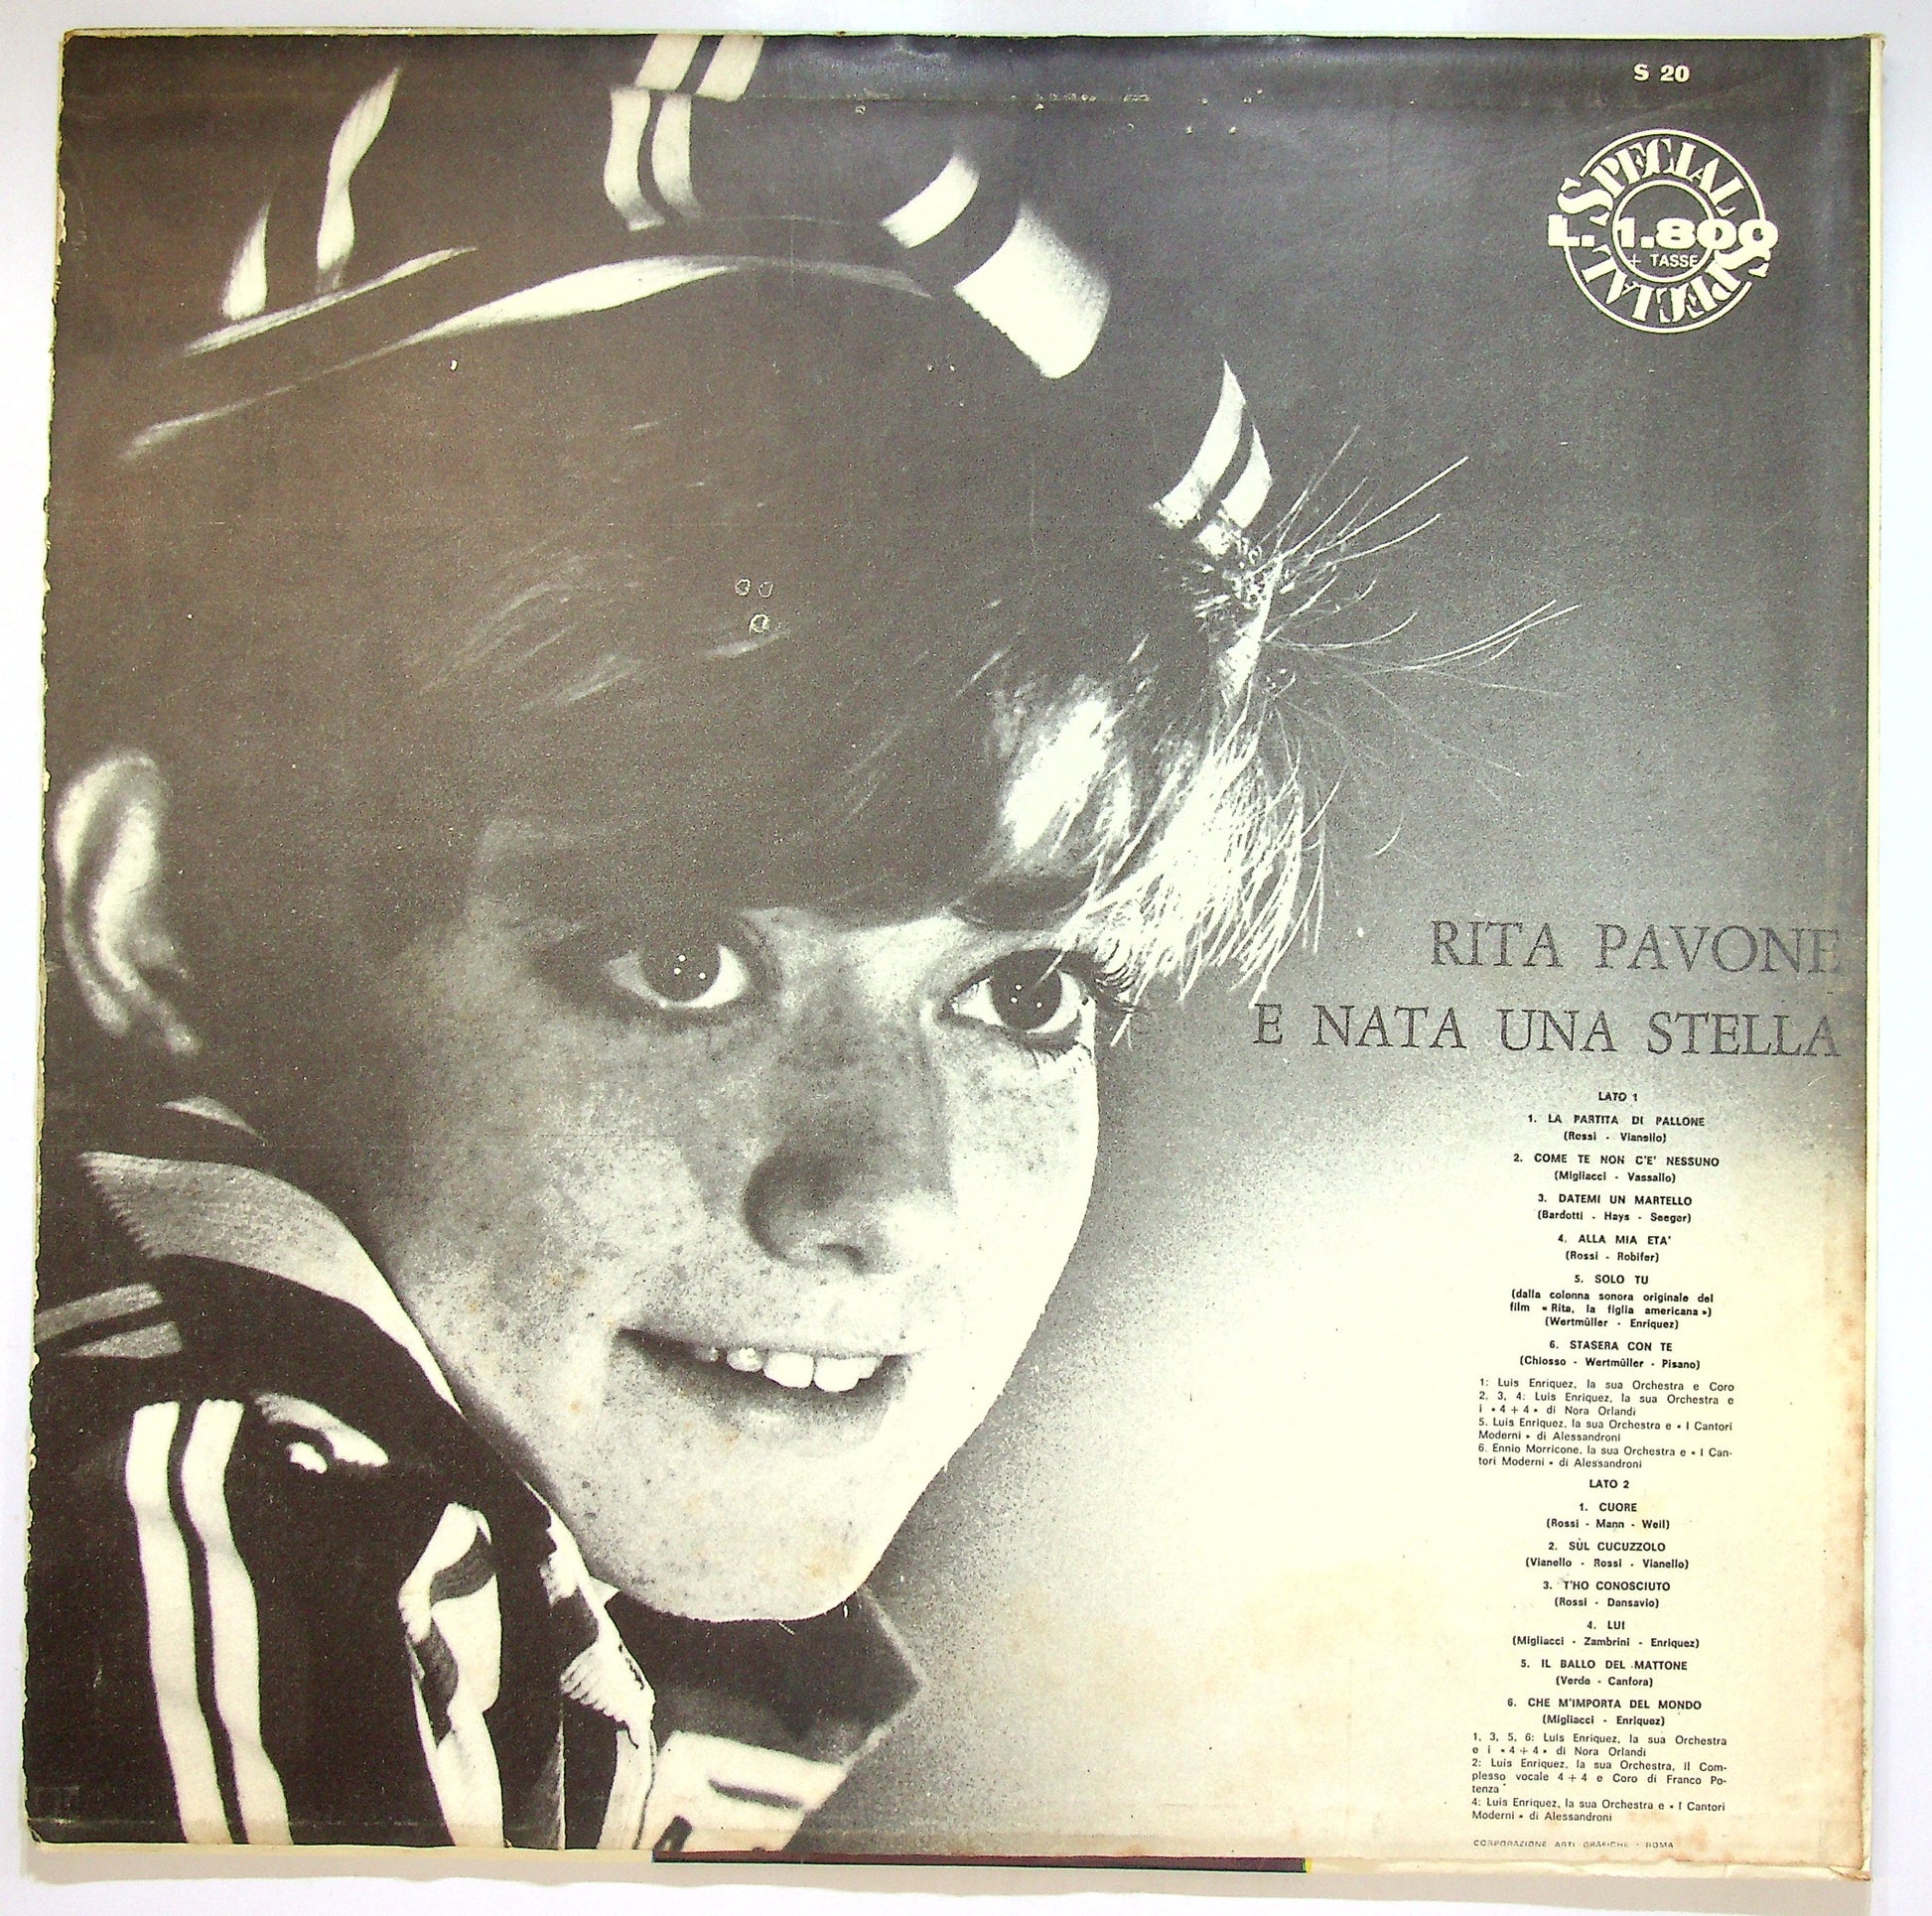 S 20
SPECIAL
L. 1.800
+ TASSE
SPECIAL SPECIAL
RITA PAVONE
E NATA UNA STELLA
LATO 1
1. LA PARTITA DI PALLONE
(Rossi - Vianello)
2. COME TE NON C'E' NESSUNO
(Migliacci - Vassallo)
3. DATEMI UN MARTELLO
(Bardotti - Hays - Seeger)
4. ALLA MIA ETA'
(Rossi - Robifer)
5. SOLO TU
(dalla colonna sonora originale del
film «Rita, la figlia americana»)
(Wertmüller - Enriquez)
6. STASERA CON TE
(Chiosso - Wertmüller - Pisano)
1: Luis Enriquez, la sua Orchestra e Coro
2, 3, 4: Luis Enriquez, la sua Orchestra e
i «4 + 4» di Nora Orlandi
5. Luis Enriquez, la sua Orchestra e « I Cantori
Moderni » di Alessandroni
6. Ennio Morricone, la sua Orchestra e « I Can-
tori Moderni » di Alessandroni
LATO 2
1. CUORE
(Rossi - Mann - Weil)
2. SUL CUCUZZOLO
(Vianello - Rossi - Vianello)
3. T'HO CONOSCIUTO
(Rossi - Dansavio)
4. LUI
(Migliacci - Zambrini - Enriquez)
5. IL BALLO DEL MATTONE
(Verde - Canfora)
6. CHE M'IMPORTA DEL MONDO
(Migliacci - Enriquez)
1, 3, 5, 6: Luis Enriquez, la sua Orchestra
e i «4 + 4» di Nora Orlandi
2: Luis Enriquez, la sua Orchestra, il Com-
plesso vocale 4 + 4 e Coro di Franco Po-
tenza
4: Luis Enriquez, la sua Orchestra e « I Cantori
Moderni » di Alessandroni
CORPORAZIONE ARTI GRAFICHE - ROMA